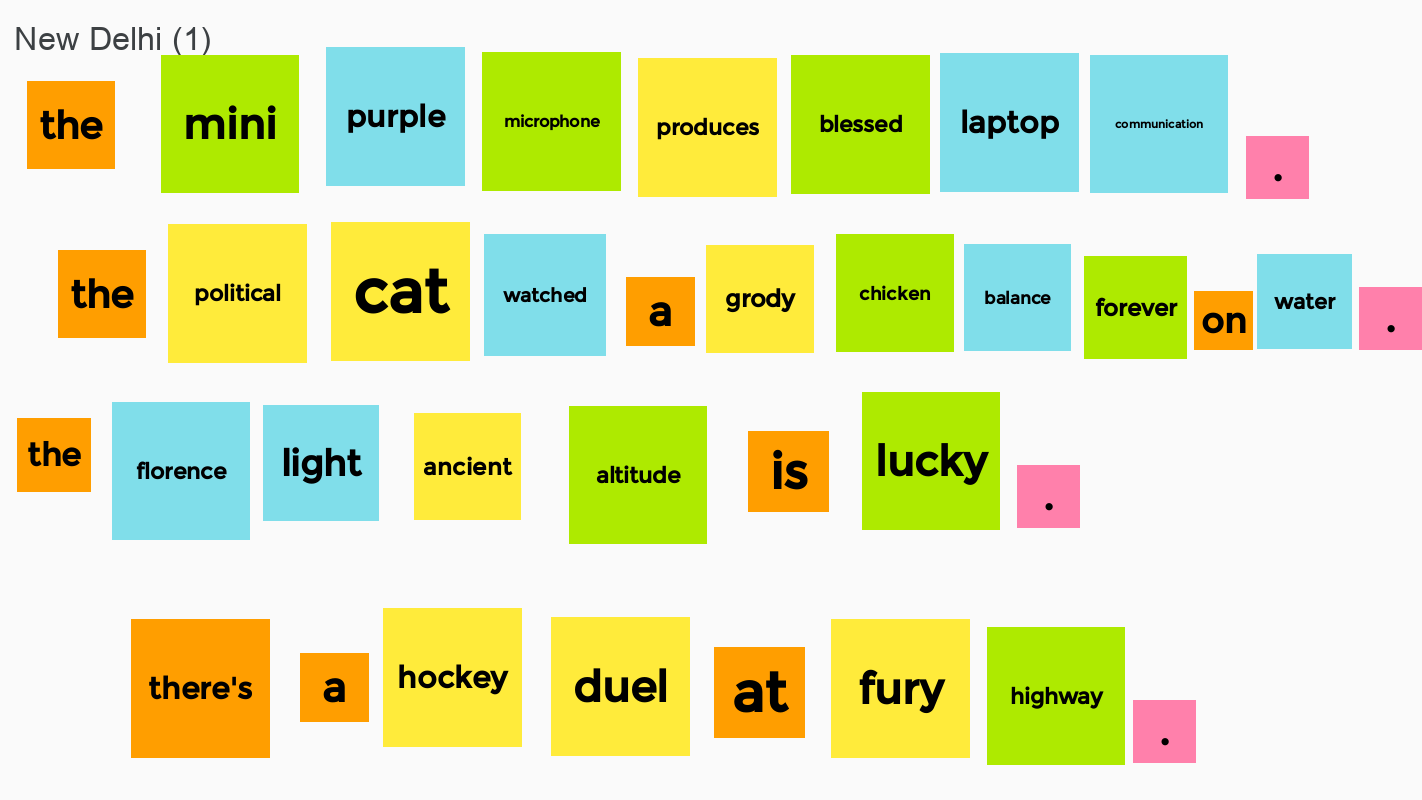 New Delhi (1)
the mini purple microphone produces blessed laptop communication .
the political cat watched a grody chicken balance forever on water .
the florence light ancient altitude is lucky .
there's a hockey duel at fury highway .